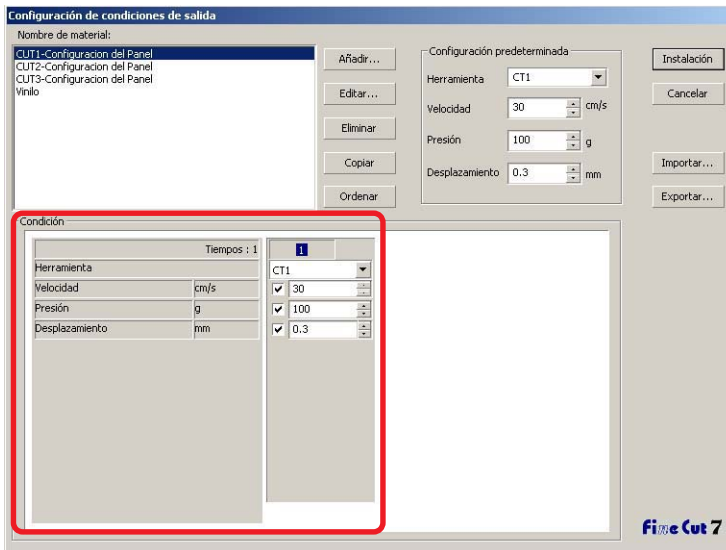 Configuración de condiciones de salida
Nombre de material:
CUT1-Configuracion del Panel
CUT2-Configuracion del Panel
CUT3-Configuracion del Panel
Vinilo
Añadir...
Editar...
Eliminar
Copiar
Ordenar
Configuración predeterminada
Herramienta CT1
Velocidad 30 cm/s
Presión 100 g
Desplazamiento 0.3 mm
Instalación
Cancelar
Importar...
Exportar...
Condición
Tiempos : 1 1
Herramienta CT1
Velocidad cm/s 30
Presión g 100
Desplazamiento mm 0.3
Fine Cut 7